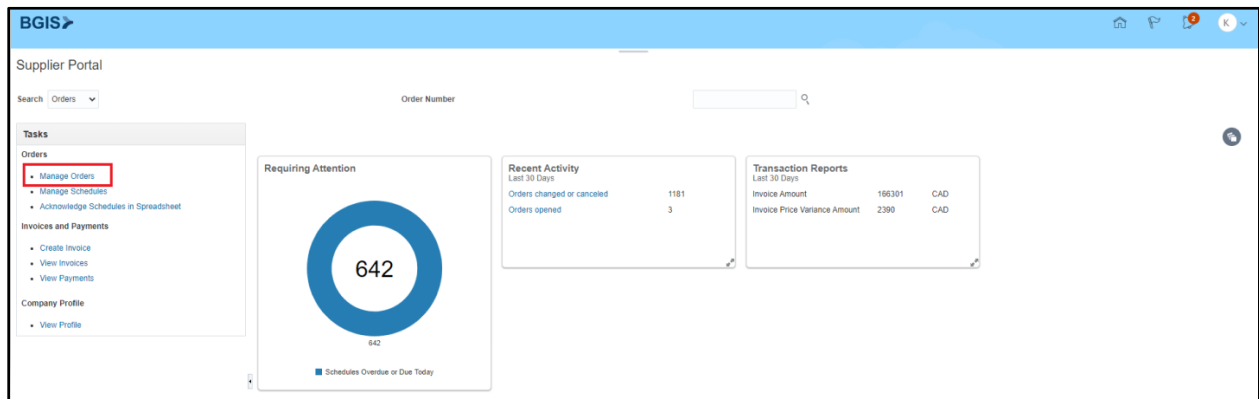 BGIS
2
K
Supplier Portal
Search Orders Order Number
Tasks
Orders
Manage Orders
Manage Schedules
Acknowledge Schedules in Spreadsheet
Invoices and Payments
Create Invoice
View Invoices
View Payments
Company Profile
View Profile
Requiring Attention
642
642
Schedules Overdue or Due Today
Recent Activity
Last 30 Days
Orders changed or canceled 1181
Orders opened 3
Transaction Reports
Last 30 Days
Invoice Amount 166301 CAD
Invoice Price Variance Amount 2390 CAD